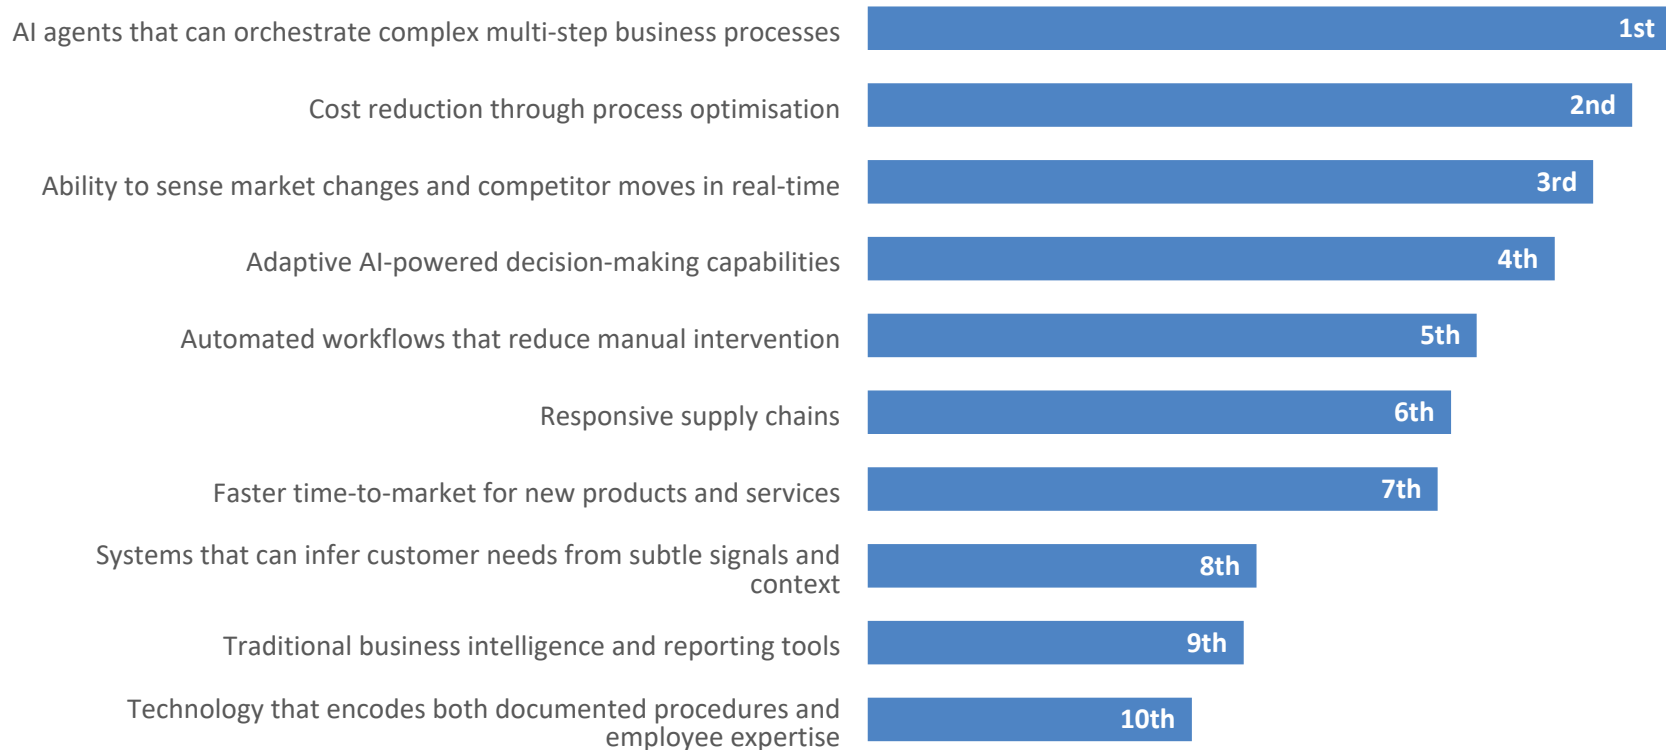 AI agents that can orchestrate complex multi-step business processes
1st
Cost reduction through process optimisation
2nd
Ability to sense market changes and competitor moves in real-time
3rd
Adaptive AI-powered decision-making capabilities
4th
Automated workflows that reduce manual intervention
5th
Responsive supply chains
6th
Faster time-to-market for new products and services
7th
Systems that can infer customer needs from subtle signals and
context
8th
Traditional business intelligence and reporting tools
9th
Technology that encodes both documented procedures and
employee expertise
10th